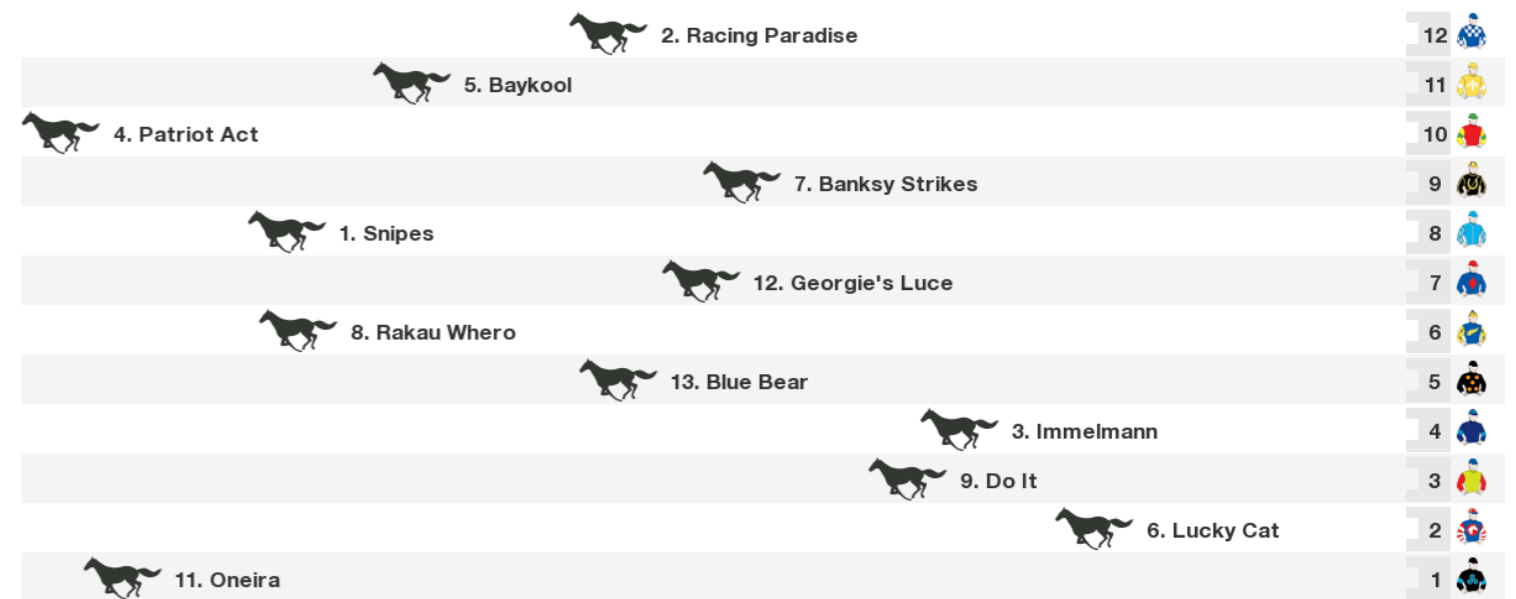 2. Racing Paradise 12
5. Baykool 11
4. Patriot Act 10
7. Banksy Strikes 9
1. Snipes 8
12. Georgie's Luce 7
8. Rakau Whero 6
13. Blue Bear 5
3. Immelmann 4
9. Do It 3
6. Lucky Cat 2
11. Oneira 1